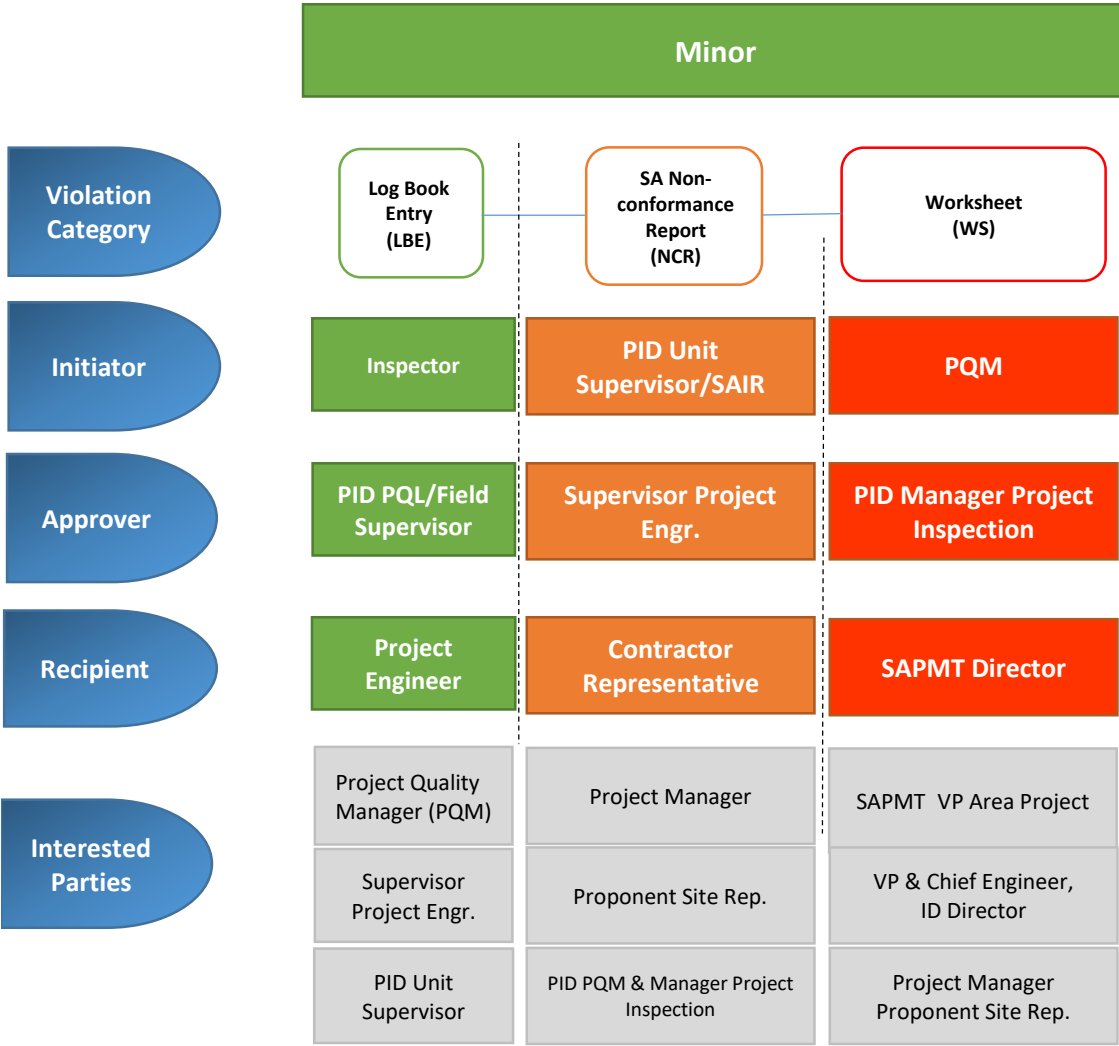 Minor
Violation
Category
Log Book
Entry
(LBE)
SA Non-
conformance
Report
(NCR)
Worksheet
(WS)
Initiator
Inspector
PID Unit
Supervisor/SAIR
PQM
Approver
PID PQL/Field
Supervisor
Supervisor Project
Engr.
PID Manager Project
Inspection
Recipient
Project
Engineer
Contractor
Representative
SAPMT Director
Interested
Parties
Project Quality
Manager (PQM)
Project Manager
SAPMT VP Area Project
Supervisor
Project Engr.
Proponent Site Rep.
VP & Chief Engineer,
ID Director
PID Unit
Supervisor
PID PQM & Manager Project
Inspection
Project Manager
Proponent Site Rep.